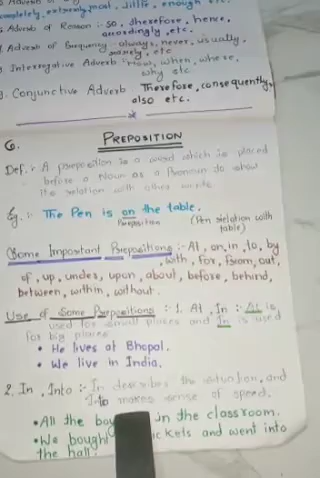 completely, extremely, most, little, enough etc.
Adverb of Reason :- So, therefore, hence,
accordingly, etc.
Adverb of Frequency :- always, never, usually,
rarely, etc
Interrogative Adverb :- How, when, where,
why etc
Conjunctive Adverb Therefore, consequently,
also etc.
6. PREPOSITION
Def. :- A preposition is a word which is placed
before a Noun or a Pronoun to show
its relation with other words
Eg. :- The Pen is on the table.
Preposition (Pen relation with
table)
Some Important Prepositions :- At, on, in, to, by
, with, for, from, out,
of, up, under, upon, about, before, behind,
between, within, without.
Use of Some Prepositions :- 1. At, In :- At is
used for small places and In is used
for big places
• He lives at Bhopal.
• We live in India.
2. In, Into :- In describes the situation, and
Into makes sense of speed.
• All the boy in the classroom.
• We bought ickets and went into
the hall